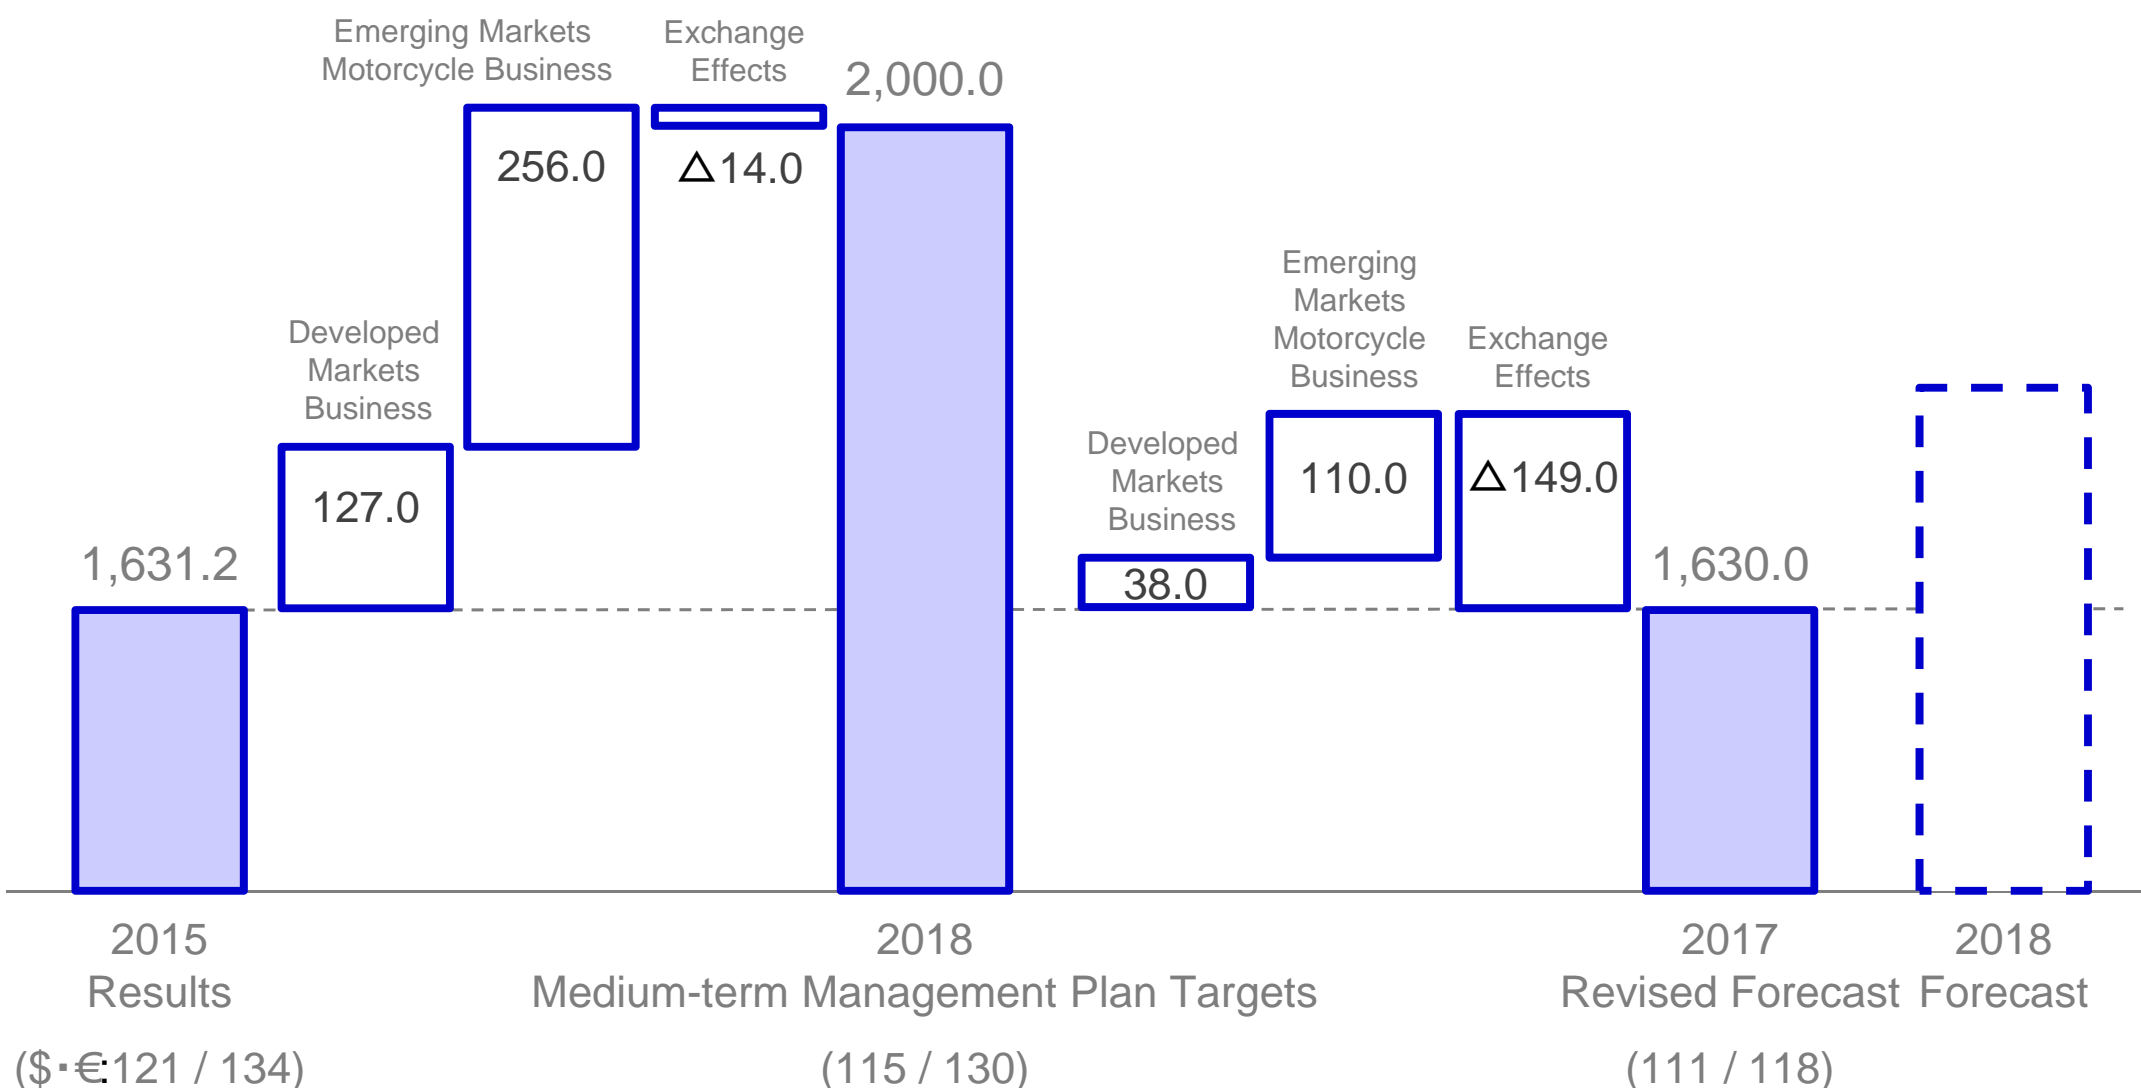 Emerging Markets
Motorcycle Business
Exchange
Effects
2,000.0
256.0
△14.0
Developed
Markets
Business
127.0
1,631.2
Emerging
Markets
Motorcycle
Business
Exchange
Effects
Developed
Markets
Business
38.0
110.0
△149.0
1,630.0
2015
Results
($・€:121 / 134)
2018
Medium-term Management Plan Targets
(115 / 130)
2017
Revised Forecast
(111 / 118)
2018
Forecast